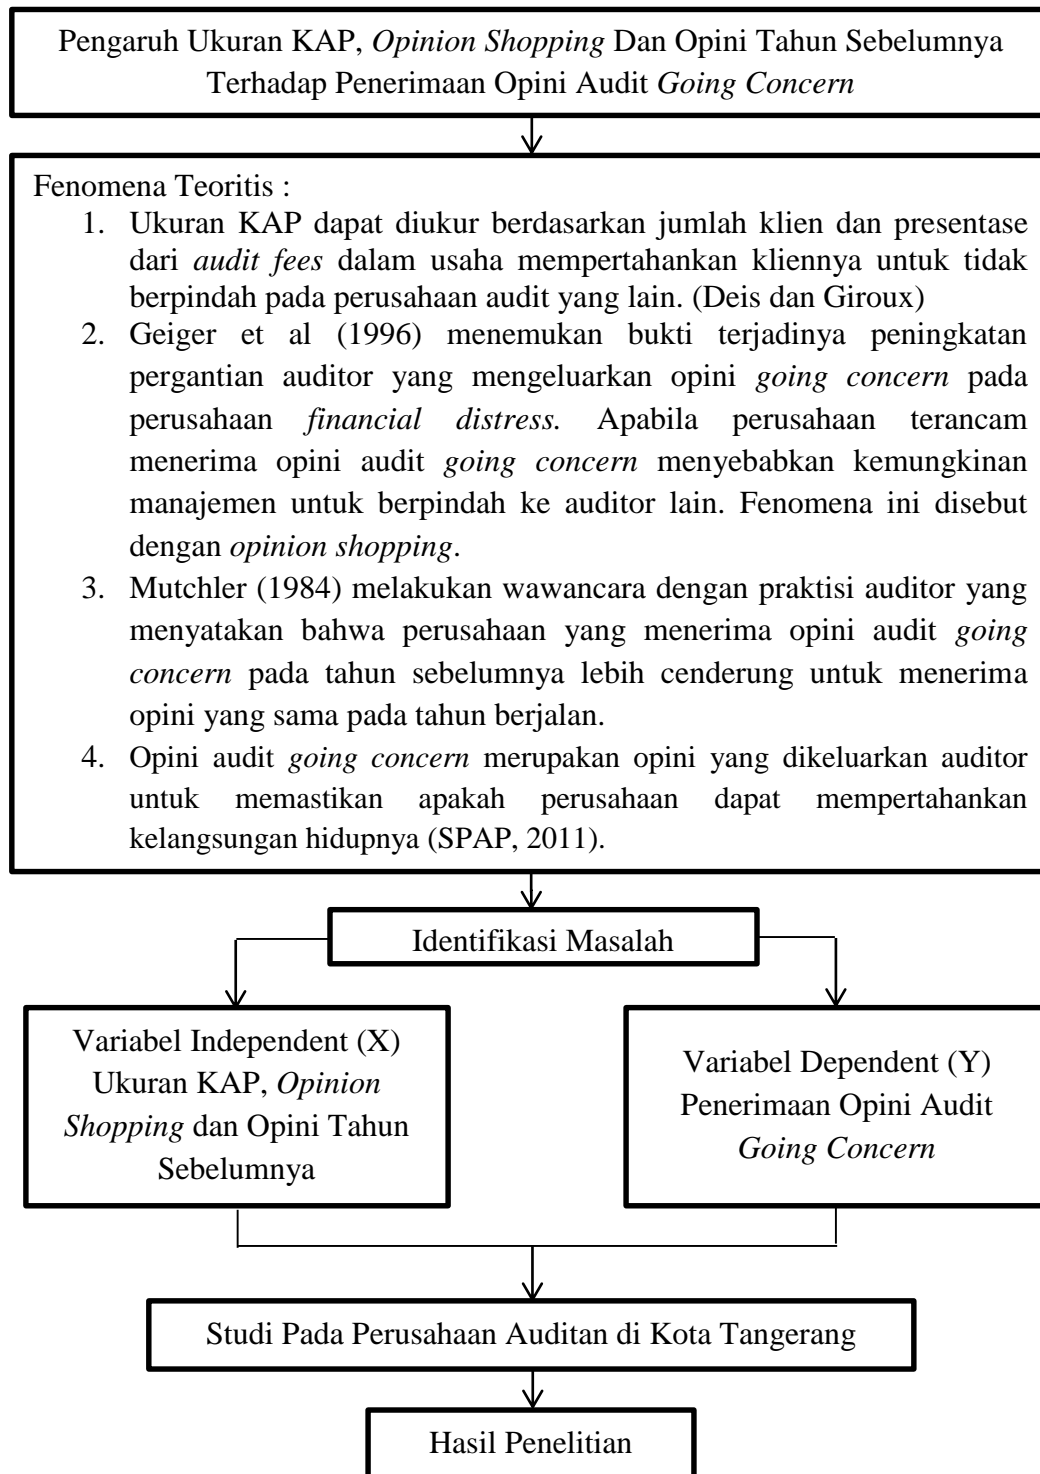 Pengaruh Ukuran KAP, Opinion Shopping Dan Opini Tahun Sebelumnya
Terhadap Penerimaan Opini Audit Going Concern
Fenomena Teoritis :
1. Ukuran KAP dapat diukur berdasarkan jumlah klien dan presentase
dari audit fees dalam usaha mempertahankan kliennya untuk tidak
berpindah pada perusahaan audit yang lain. (Deis dan Giroux)
2. Geiger et al (1996) menemukan bukti terjadinya peningkatan
pergantian auditor yang mengeluarkan opini going concern pada
perusahaan financial distress. Apabila perusahaan terancam
menerima opini audit going concern menyebabkan kemungkinan
manajemen untuk berpindah ke auditor lain. Fenomena ini disebut
dengan opinion shopping.
3. Mutchler (1984) melakukan wawancara dengan praktisi auditor yang
menyatakan bahwa perusahaan yang menerima opini audit going
concern pada tahun sebelumnya lebih cenderung untuk menerima
opini yang sama pada tahun berjalan.
4. Opini audit going concern merupakan opini yang dikeluarkan auditor
untuk memastikan apakah perusahaan dapat mempertahankan
kelangsungan hidupnya (SPAP, 2011).
Identifikasi Masalah
Variabel Independent (X)
Ukuran KAP, Opinion
Shopping dan Opini Tahun
Sebelumnya
Variabel Dependent (Y)
Penerimaan Opini Audit
Going Concern
Studi Pada Perusahaan Auditan di Kota Tangerang
Hasil Penelitian